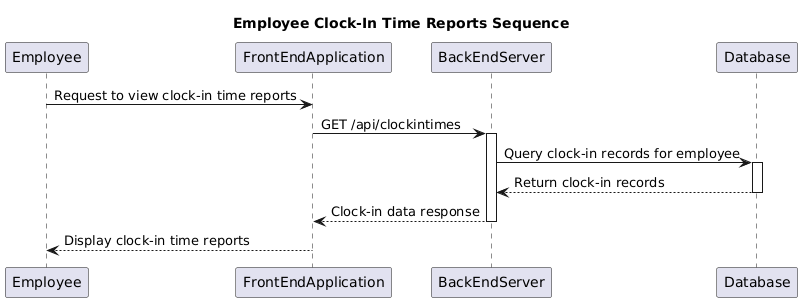 Employee Clock-In Time Reports Sequence
Employee FrontEndApplication BackEndServer Database
Request to view clock-in time reports
GET /api/clockintimes
Query clock-in records for employee
Return clock-in records
Clock-in data response
Display clock-in time reports
Employee FrontEndApplication BackEndServer Database